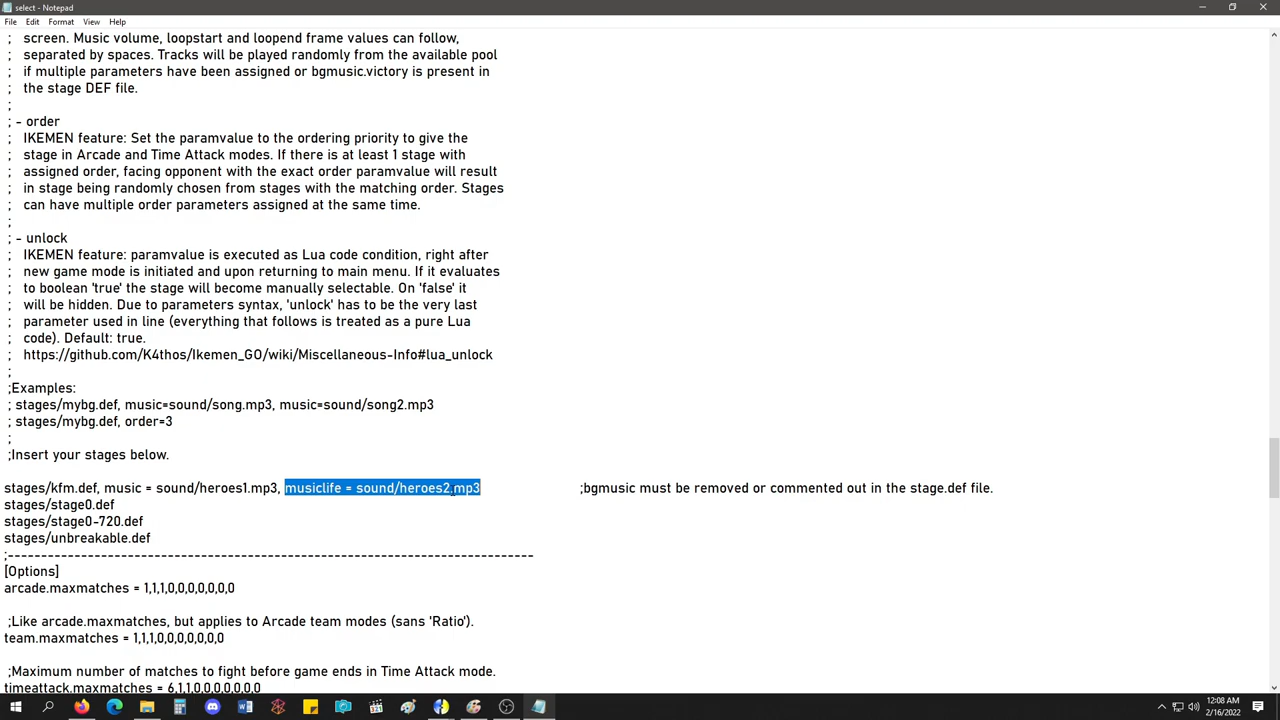 select - Notepad
File Edit Format View Help
; screen. Music volume, loopstart and loopend frame values can follow,
; separated by spaces. Tracks will be played randomly from the available pool
; if multiple parameters have been assigned or bgmusic.victory is present in
; the stage DEF file.
;
; - order
; IKEMEN feature: Set the paramvalue to the ordering priority to give the
; stage in Arcade and Time Attack modes. If there is at least 1 stage with
; assigned order, facing opponent with the exact order paramvalue will result
; in stage being randomly chosen from stages with the matching order. Stages
; can have multiple order parameters assigned at the same time.
;
; - unlock
; IKEMEN feature: paramvalue is executed as Lua code condition, right after
; new game mode is initiated and upon returning to main menu. If it evaluates
; to boolean 'true' the stage will become manually selectable. On 'false' it
; will be hidden. Due to parameters syntax, 'unlock' has to be the very last
; parameter used in line (everything that follows is treated as a pure Lua
; code). Default: true.
; https://github.com/K4thos/Ikemen_GO/wiki/Miscellaneous-Info#lua_unlock
;
;Examples:
; stages/mybg.def, music=sound/song.mp3, music=sound/song2.mp3
; stages/mybg.def, order=3
;
;Insert your stages below.
stages/kfm.def, music = sound/heroes1.mp3, musiclife = sound/heroes2.mp3 ;bgmusic must be removed or commented out in the stage.def file.
stages/stage0.def
stages/stage0-720.def
stages/unbreakable.def
;-------------------------------------------------------------------------------
[Options]
arcade.maxmatches = 1,1,1,0,0,0,0,0,0,0
;Like arcade.maxmatches, but applies to Arcade team modes (sans 'Ratio').
team.maxmatches = 1,1,1,0,0,0,0,0,0,0
;Maximum number of matches to fight before game ends in Time Attack mode.
timeattack.maxmatches = 6,1,1,0,0,0,0,0,0,0
12:08 AM
2/16/2022